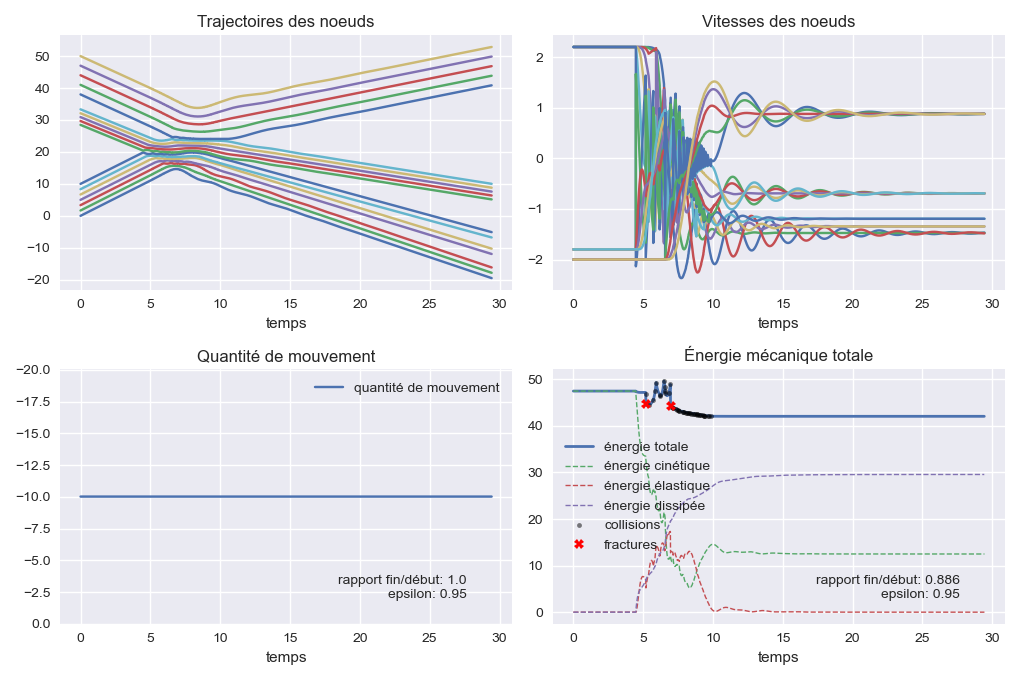 Trajectoires des noeuds
50
40
30
20
10
0
−10
−20
0 5 10 15 20 25 30
temps
Vitesses des noeuds
2
1
0
−1
−2
0 5 10 15 20 25 30
temps
Quantité de mouvement
−20.0
−17.5
−15.0
−12.5
−10.0
−7.5
−5.0
−2.5
0.0
quantité de mouvement
rapport fin/début: 1.0
epsilon: 0.95
0 5 10 15 20 25 30
temps
Énergie mécanique totale
50
40
30
20
10
0
énergie totale
énergie cinétique
énergie élastique
énergie dissipée
collisions
fractures
rapport fin/début: 0.886
epsilon: 0.95
0 5 10 15 20 25 30
temps